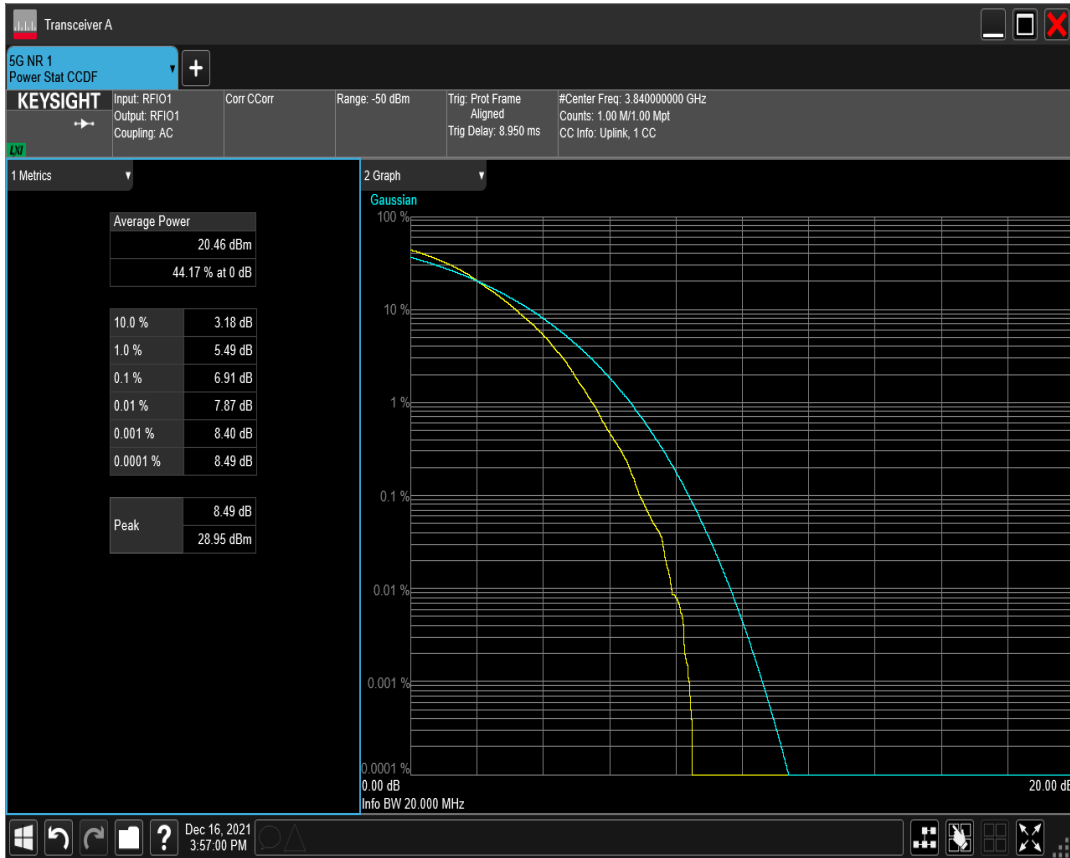 Transceiver A
5G NR 1
Power Stat CCDF
+
KEYSIGHT
LXI
Input: RFIO1
Output: RFIO1
Coupling: AC
Corr CCorr
Range: -50 dBm
Trig: Prot Frame
Aligned
Trig Delay: 8.950 ms
#Center Freq: 3.840000000 GHz
Counts: 1.00 M/1.00 Mpt
CC Info: Uplink, 1 CC
1 Metrics
Average Power
20.46 dBm
44.17 % at 0 dB
10.0 % 3.18 dB
1.0 % 5.49 dB
0.1 % 6.91 dB
0.01 % 7.87 dB
0.001 % 8.40 dB
0.0001 % 8.49 dB
Peak
8.49 dB
28.95 dBm
2 Graph
Gaussian
100 %
10 %
1 %
0.1 %
0.01 %
0.001 %
0.0001 %
0.00 dB 20.00 dB
Info BW 20.000 MHz
?
Dec 16, 2021
3:57:00 PM